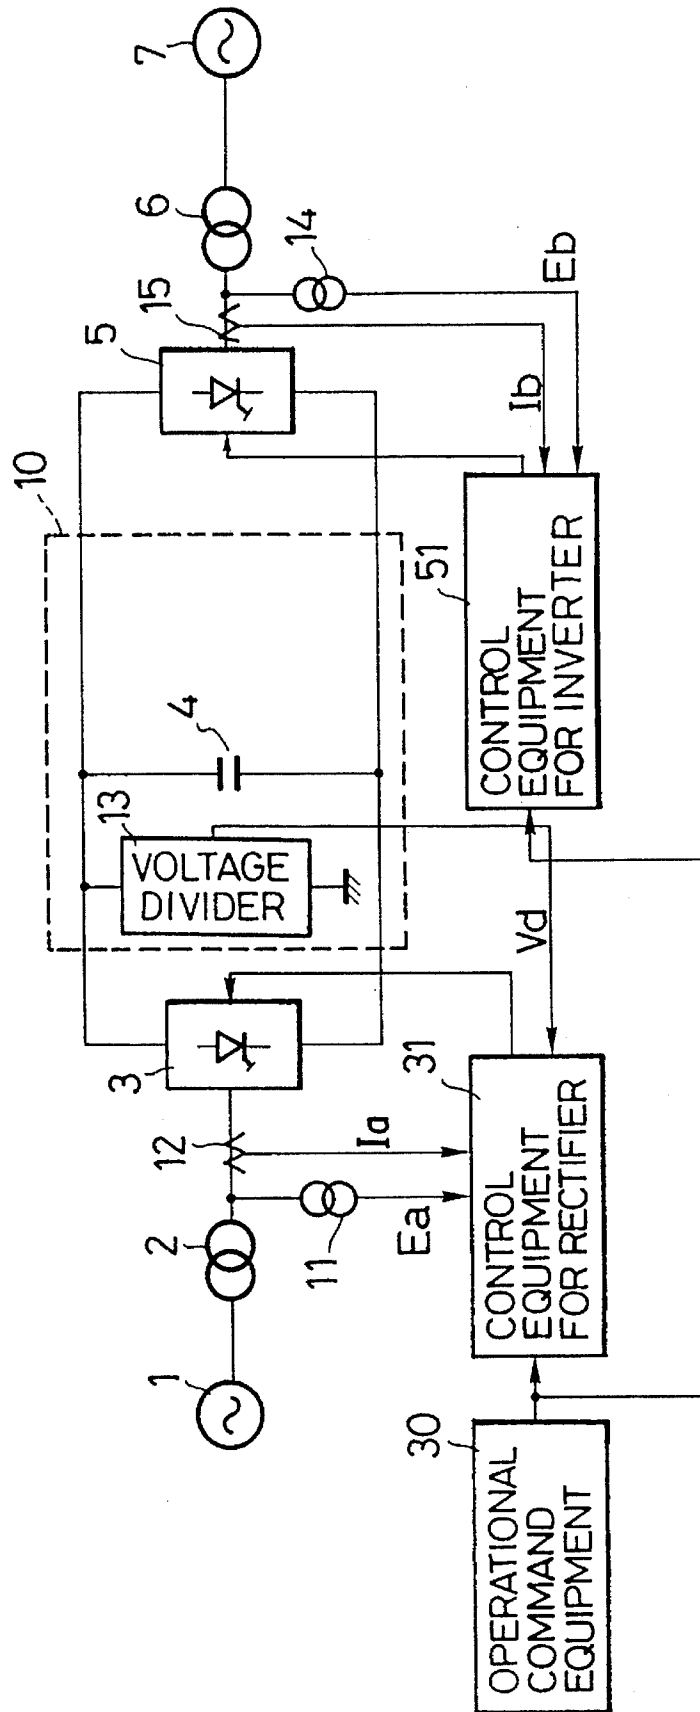 1
2
12
3
13
10
4
5
15
6
7
VOLTAGE
DIVIDER
14
11
Ea
Ia
Vd
Ib
Eb
30
31
51
OPERATIONAL
COMMAND
EQUIPMENT
CONTROL
EQUIPMENT
FOR RECTIFIER
CONTROL
EQUIPMENT
FOR INVERTER